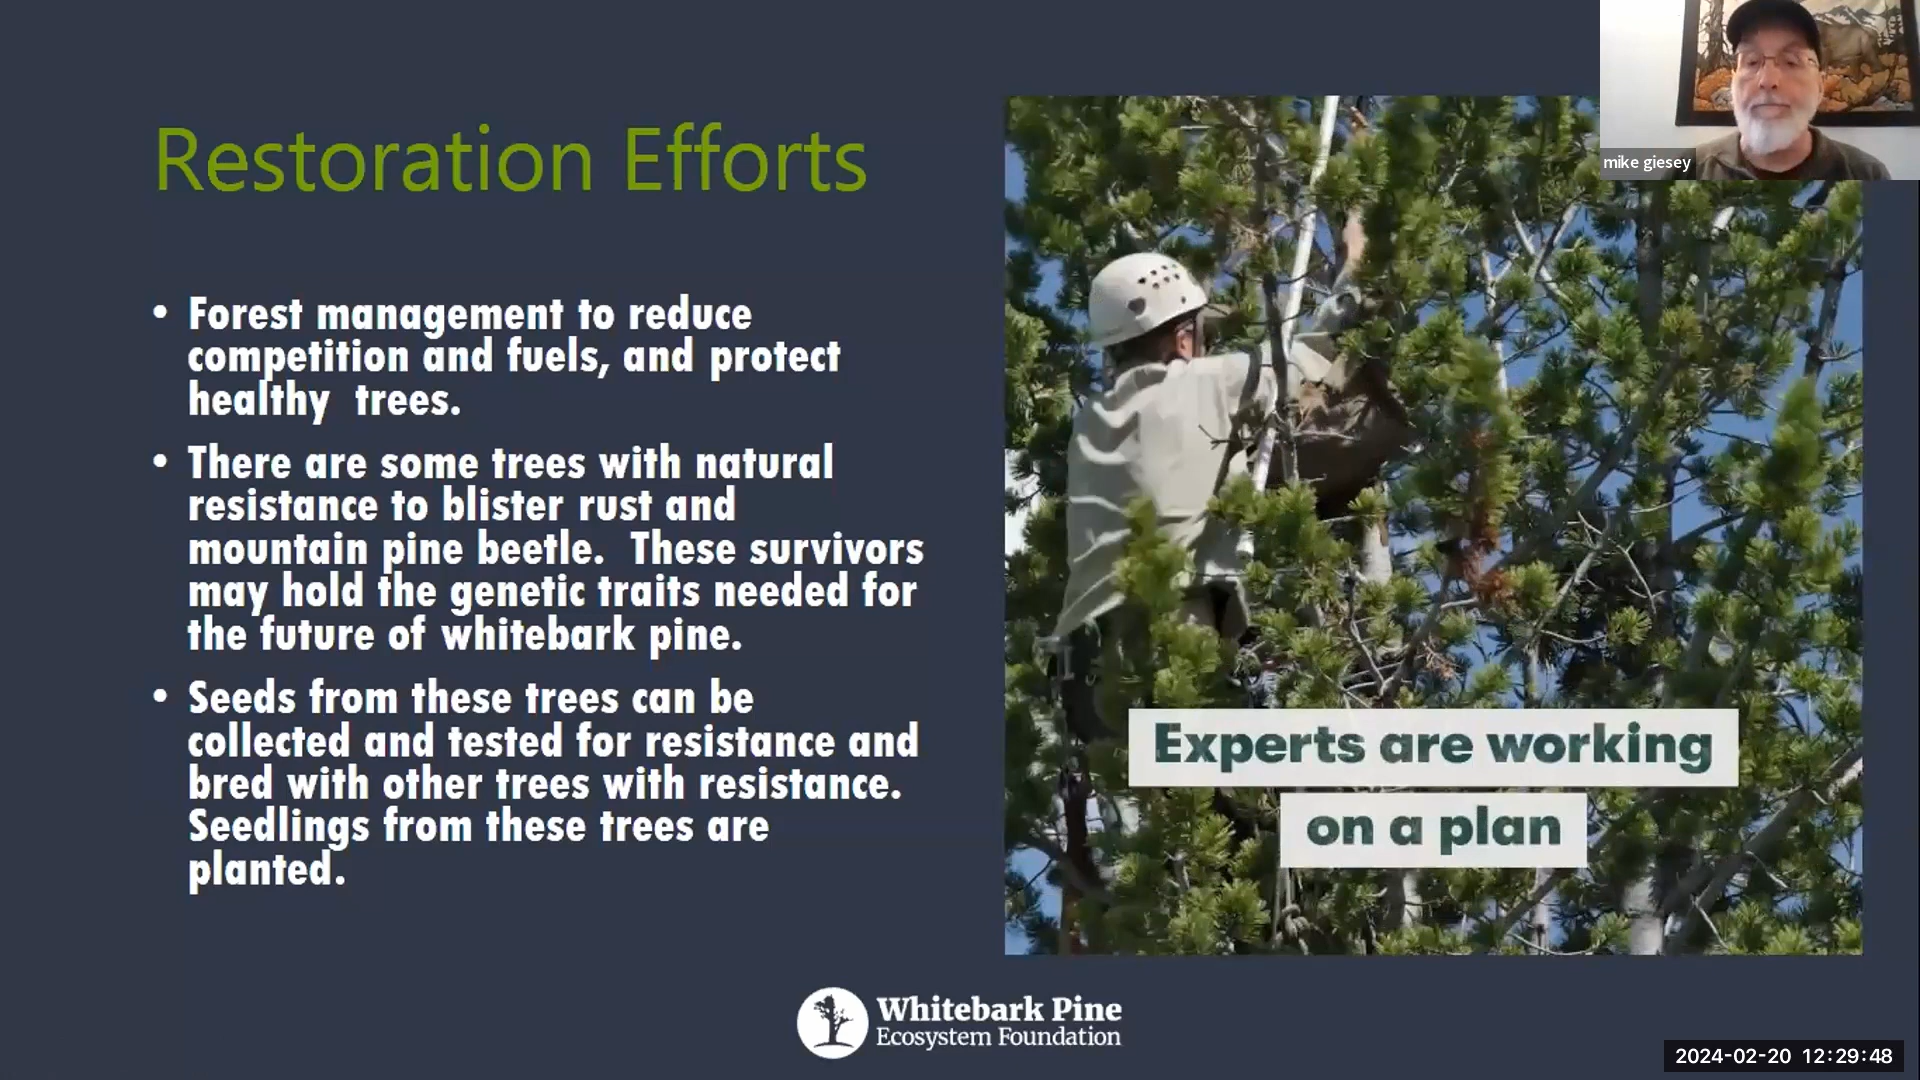 mike giesey
Restoration Efforts
• Forest management to reduce
competition and fuels, and protect
healthy  trees.
• There are some trees with natural
resistance to blister rust and
mountain pine beetle.  These survivors
may hold the genetic traits needed for
the future of whitebark pine.
• Seeds from these trees can be
collected and tested for resistance and
bred with other trees with resistance.
Seedlings from these trees are
planted.
Experts are working
on a plan
Whitebark Pine
Ecosystem Foundation
2024-02-20 12:29:48